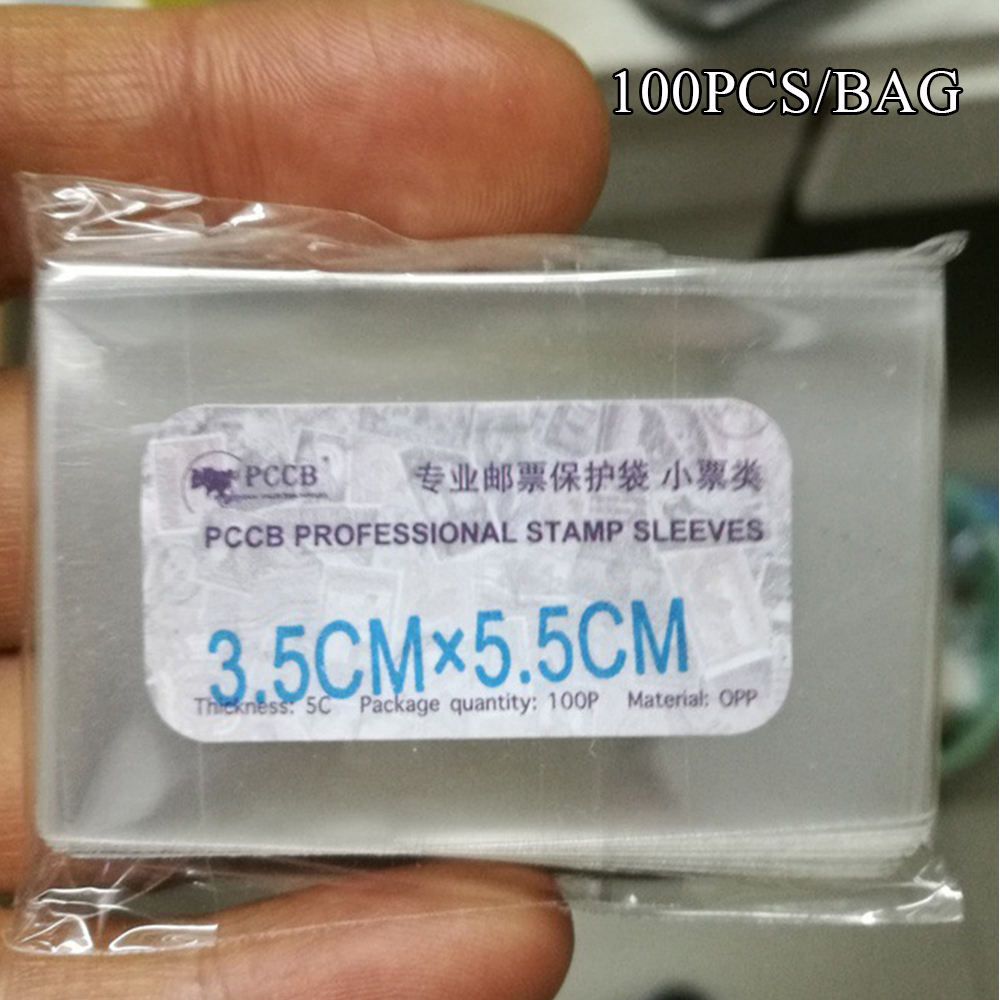 100PCS/BAG
PCCB
专业邮票保护袋 小票类
PCCB PROFESSIONAL STAMP SLEEVES
3.5CM×5.5CM
Thickness: 5C Package quantity: 100P Material: OPP